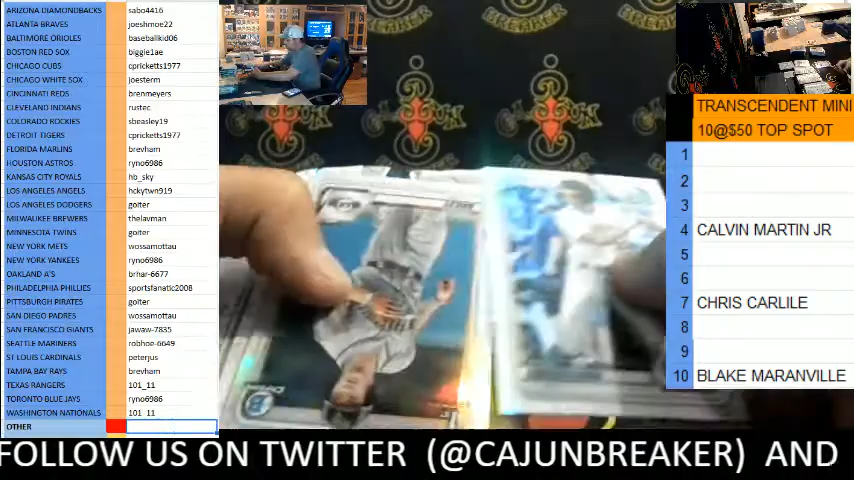 ARIZONA DIAMONDBACKS sabo4416
ATLANTA BRAVES joeshmoe22
BALTIMORE ORIOLES baseballkid06
BOSTON RED SOX biggie1ae
CHICAGO CUBS cpricketts1977
CHICAGO WHITE SOX joesterm
CINCINNATI REDS brenmeyers
CLEVELAND INDIANS rustec
COLORADO ROCKIES sbeasley19
DETROIT TIGERS cpricketts1977
FLORIDA MARLINS brevham
HOUSTON ASTROS ryno6986
KANSAS CITY ROYALS hb_sky
LOS ANGELES ANGELS hckytwn919
LOS ANGELES DODGERS golter
MILWAUKEE BREWERS thelavman
MINNESOTA TWINS golter
NEW YORK METS wossamottau
NEW YORK YANKEES ryno6986
OAKLAND A'S brhar-6677
PHILADELPHIA PHILLIES sportsfanatic2008
PITTSBURGH PIRATES golter
SAN DIEGO PADRES wossamottau
SAN FRANCISCO GIANTS jawaw-7835
SEATTLE MARINERS robhoe-6649
ST LOUIS CARDINALS peterjus
TAMPA BAY RAYS brevham
TEXAS RANGERS 101_11
TORONTO BLUE JAYS ryno6986
WASHINGTON NATIONALS 101_11
OTHER
TRANSCENDENT MINI
10@$50 TOP SPOT
1
2
3
4 CALVIN MARTIN JR
5
6
7 CHRIS CARLILE
8
9
10 BLAKE MARANVILLE
FOLLOW US ON TWITTER (@CAJUNBREAKER) AND